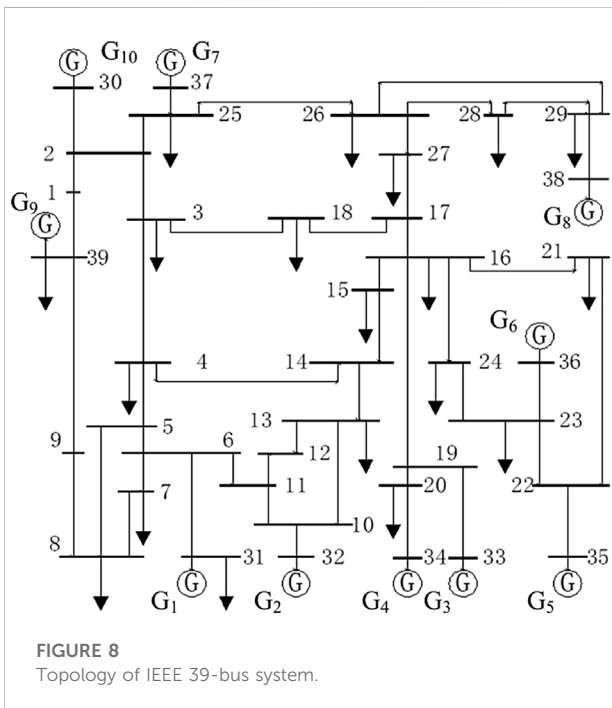 G G10 G G7
30 37
25 26 28 29
2 27
1 38
G9 G 3 18 17 G8 G
39 16 21
15 G6 G
4 14 24 36
5 13 23
9 6 12 19
7 11 20 22
8 10
31 32 34 33 35
G1 G G2 G G4 G G3 G G5 G
FIGURE 8
Topology of IEEE 39-bus system.